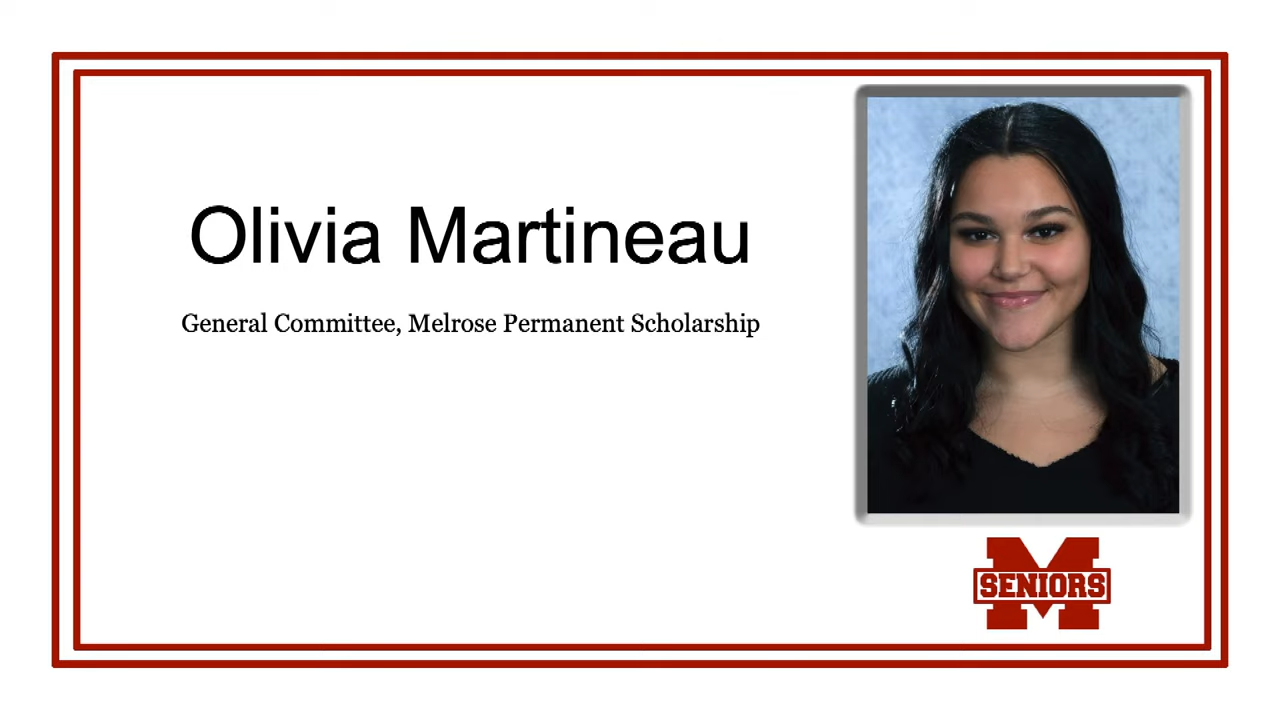 Olivia Martineau
General Committee, Melrose Permanent Scholarship
M
SENIORS